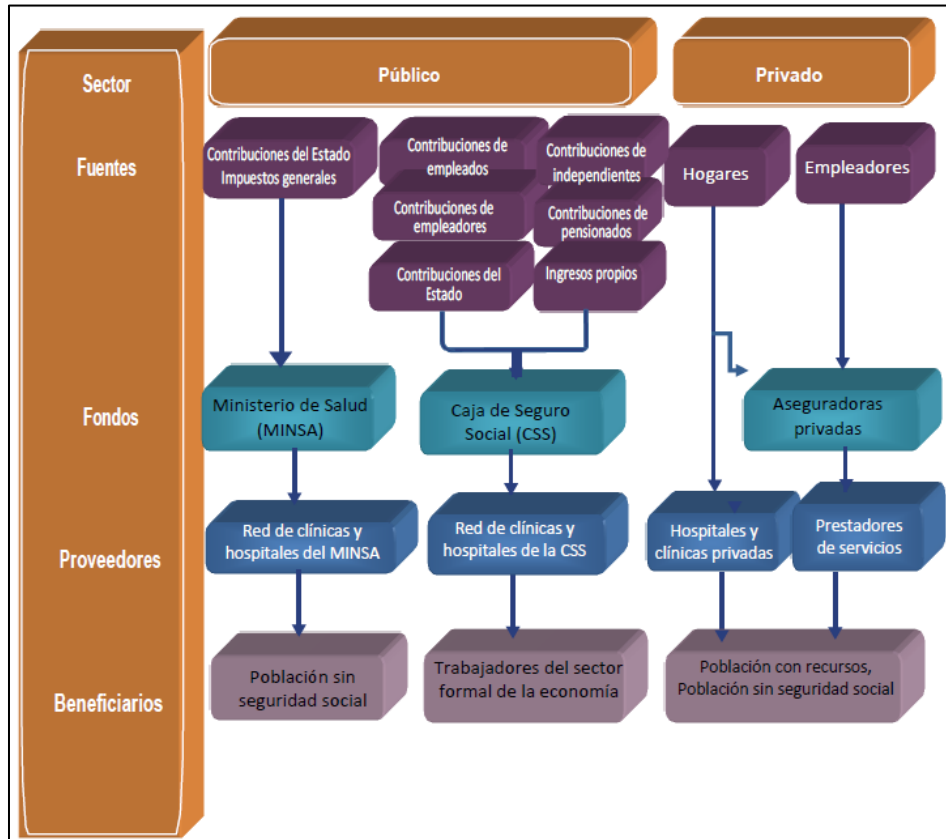 Sector
Público
Privado
Fuentes
Contribuciones del Estado
Impuestos generales
Contribuciones de
empleados
Contribuciones de
independientes
Contribuciones de
empleadores
Contribuciones de
pensionados
Contribuciones del
Estado
Ingresos propios
Hogares
Empleadores
Fondos
Ministerio de Salud
(MINSA)
Caja de Seguro
Social (CSS)
Aseguradoras
privadas
Proveedores
Red de clínicas y
hospitales del MINSA
Red de clínicas y
hospitales de la CSS
Hospitales y
clínicas privadas
Prestadores
de servicios
Beneficiarios
Población sin
seguridad social
Trabajadores del sector
formal de la economía
Población con recursos,
Población sin seguridad social